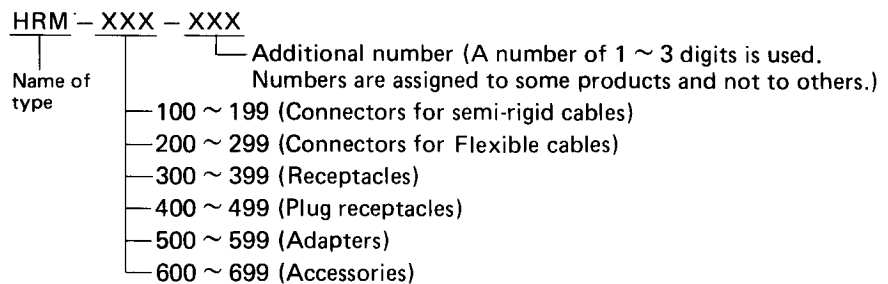 HRM – XXX – XXX
Additional number (A number of 1 ~ 3 digits is used.
Numbers are assigned to some products and not to others.)
Name of
type
100 ~ 199 (Connectors for semi-rigid cables)
200 ~ 299 (Connectors for Flexible cables)
300 ~ 399 (Receptacles)
400 ~ 499 (Plug receptacles)
500 ~ 599 (Adapters)
600 ~ 699 (Accessories)